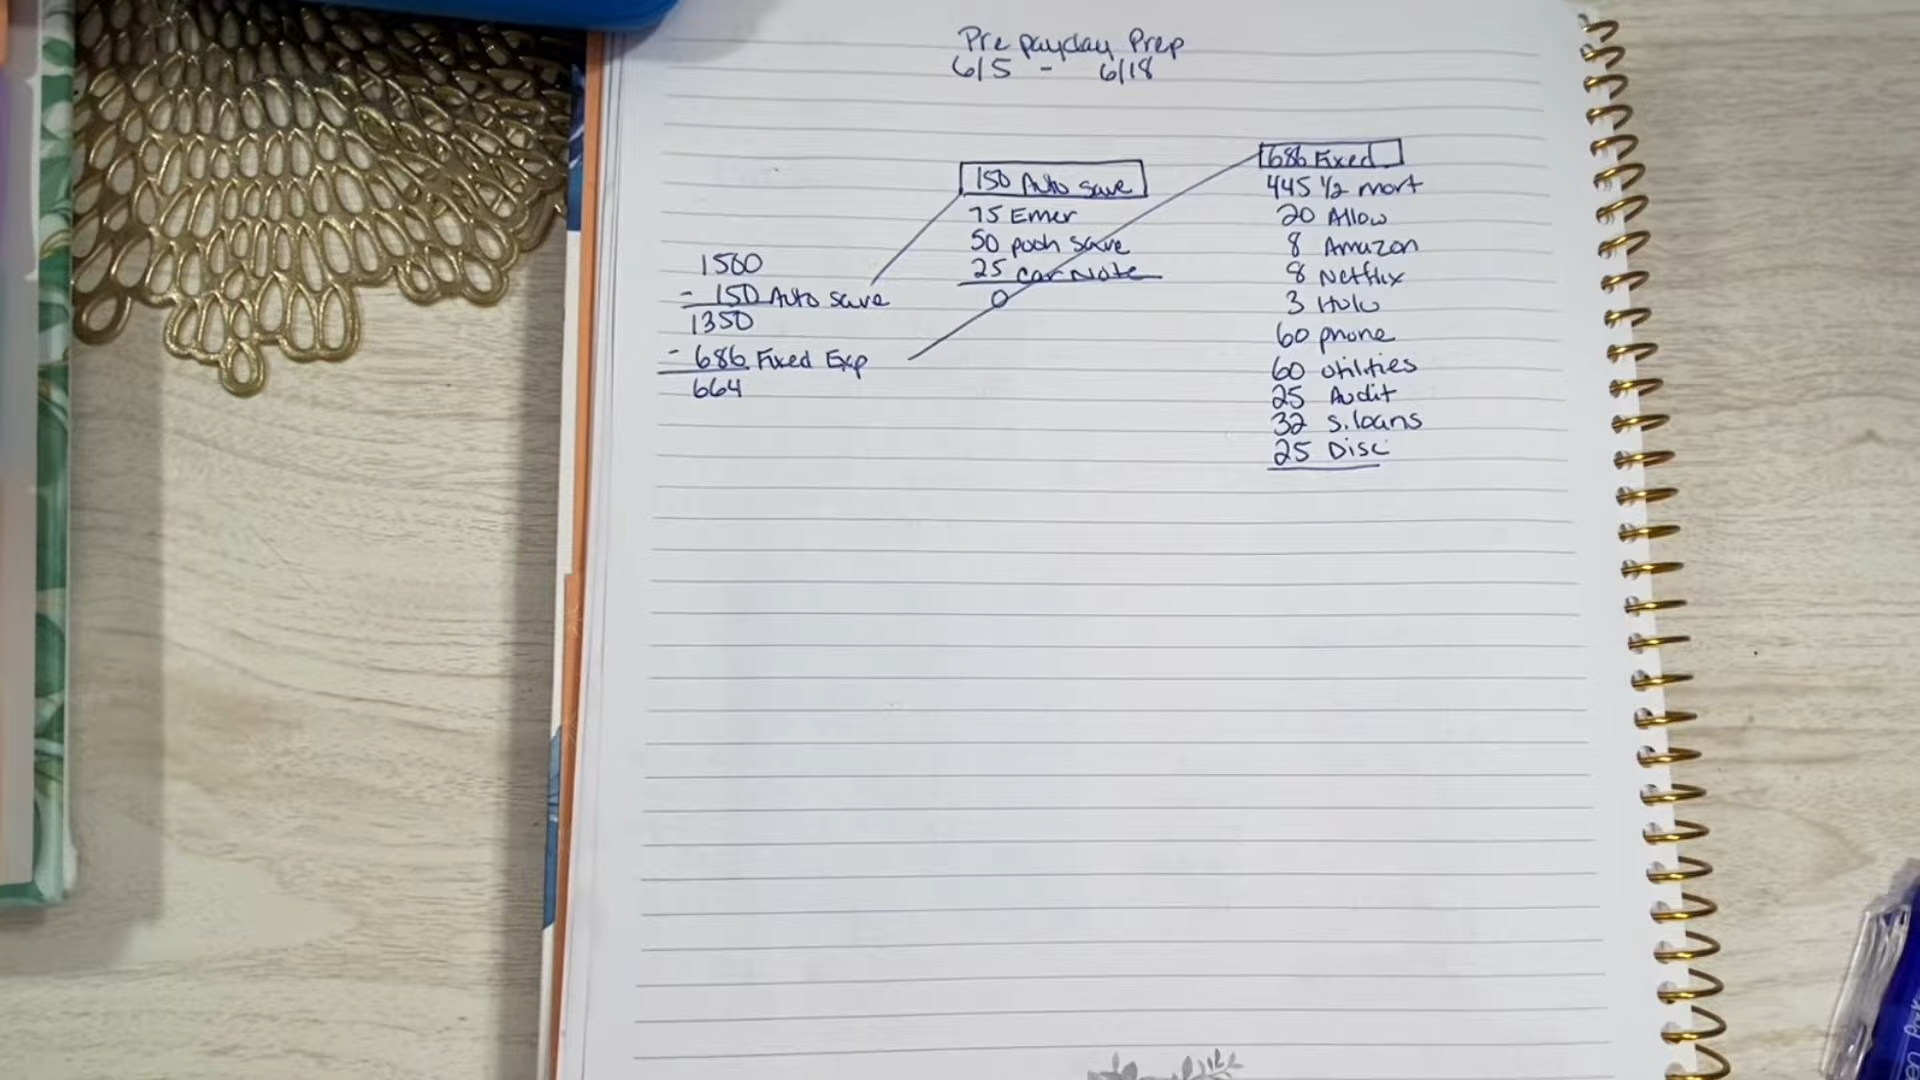 Pre payday Prep
6/5 - 6/18
1500
- 150 Auto save
1350
- 686 Fixed Exp
664
150 Auto save
75 Emer
50 pooh save
25 car Note
0
686 Fixed
445 1/2 mort
20 Allow
8 Amazon
8 Netflix
3 Hulu
60 phone
60 utilities
25 Audit
32 s.loans
25 Disc